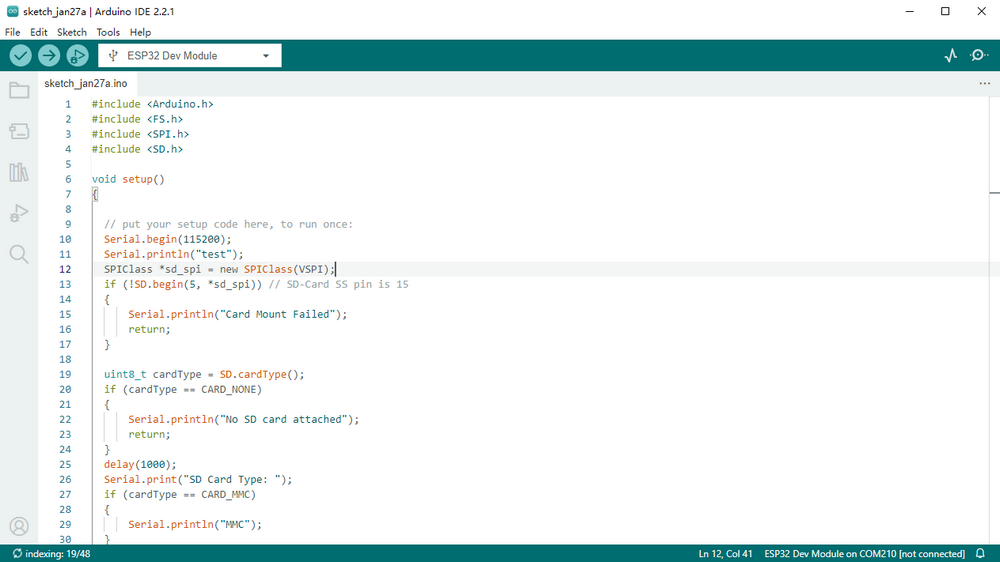 sketch_jan27a | Arduino IDE 2.2.1
File Edit Sketch Tools Help
ESP32 Dev Module
sketch_jan27a.ino
1 #include <Arduino.h>
2 #include <FS.h>
3 #include <SPI.h>
4 #include <SD.h>
5
6 void setup()
7 {
8
9 // put your setup code here, to run once:
10 Serial.begin(115200);
11 Serial.println("test");
12 SPIClass *sd_spi = new SPIClass(VSPI);
13 if (!SD.begin(5, *sd_spi)) // SD-Card SS pin is 15
14 {
15 Serial.println("Card Mount Failed");
16 return;
17 }
18
19 uint8_t cardType = SD.cardType();
20 if (cardType == CARD_NONE)
21 {
22 Serial.println("No SD card attached");
23 return;
24 }
25 delay(1000);
26 Serial.print("SD Card Type: ");
27 if (cardType == CARD_MMC)
28 {
29 Serial.println("MMC");
30 }
indexing: 19/48 Ln 12, Col 41 ESP32 Dev Module on COM210 [not connected]